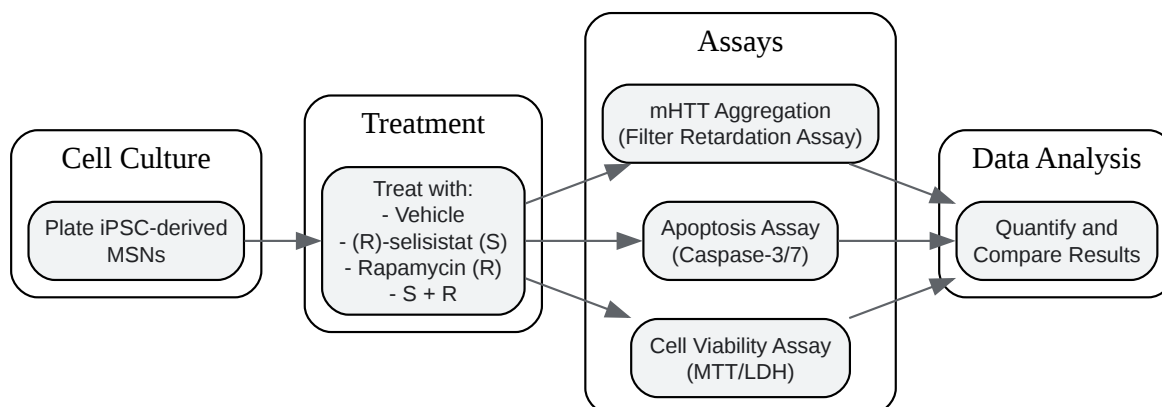 Cell Culture
Plate iPSC-derived
MSNs
Treatment
Treat with:
- Vehicle
- (R)-selisistat (S)
- Rapamycin (R)
- S + R
Assays
mHTT Aggregation
(Filter Retardation Assay)
Apoptosis Assay
(Caspase-3/7)
Cell Viability Assay
(MTT/LDH)
Data Analysis
Quantify and
Compare Results